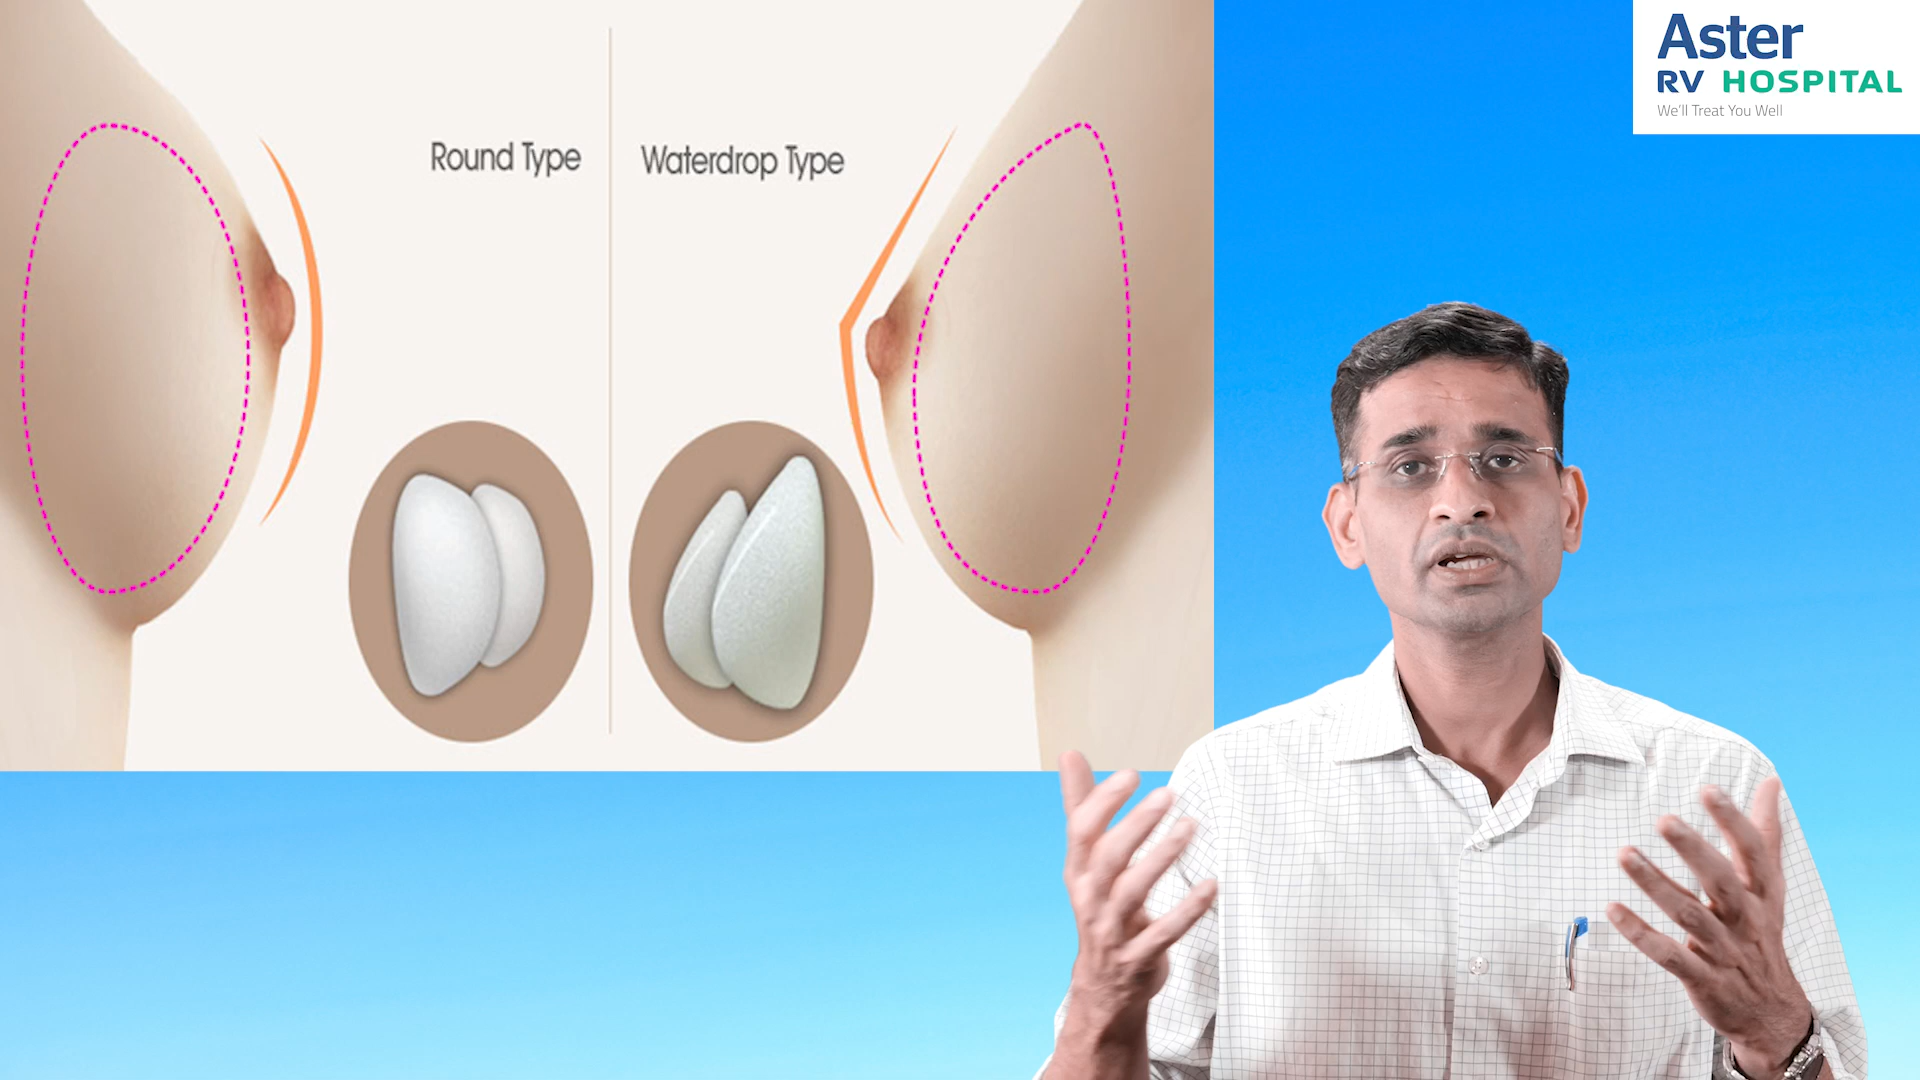 Round Type
Waterdrop Type
Aster
RV HOSPITAL
We'll Treat You Well